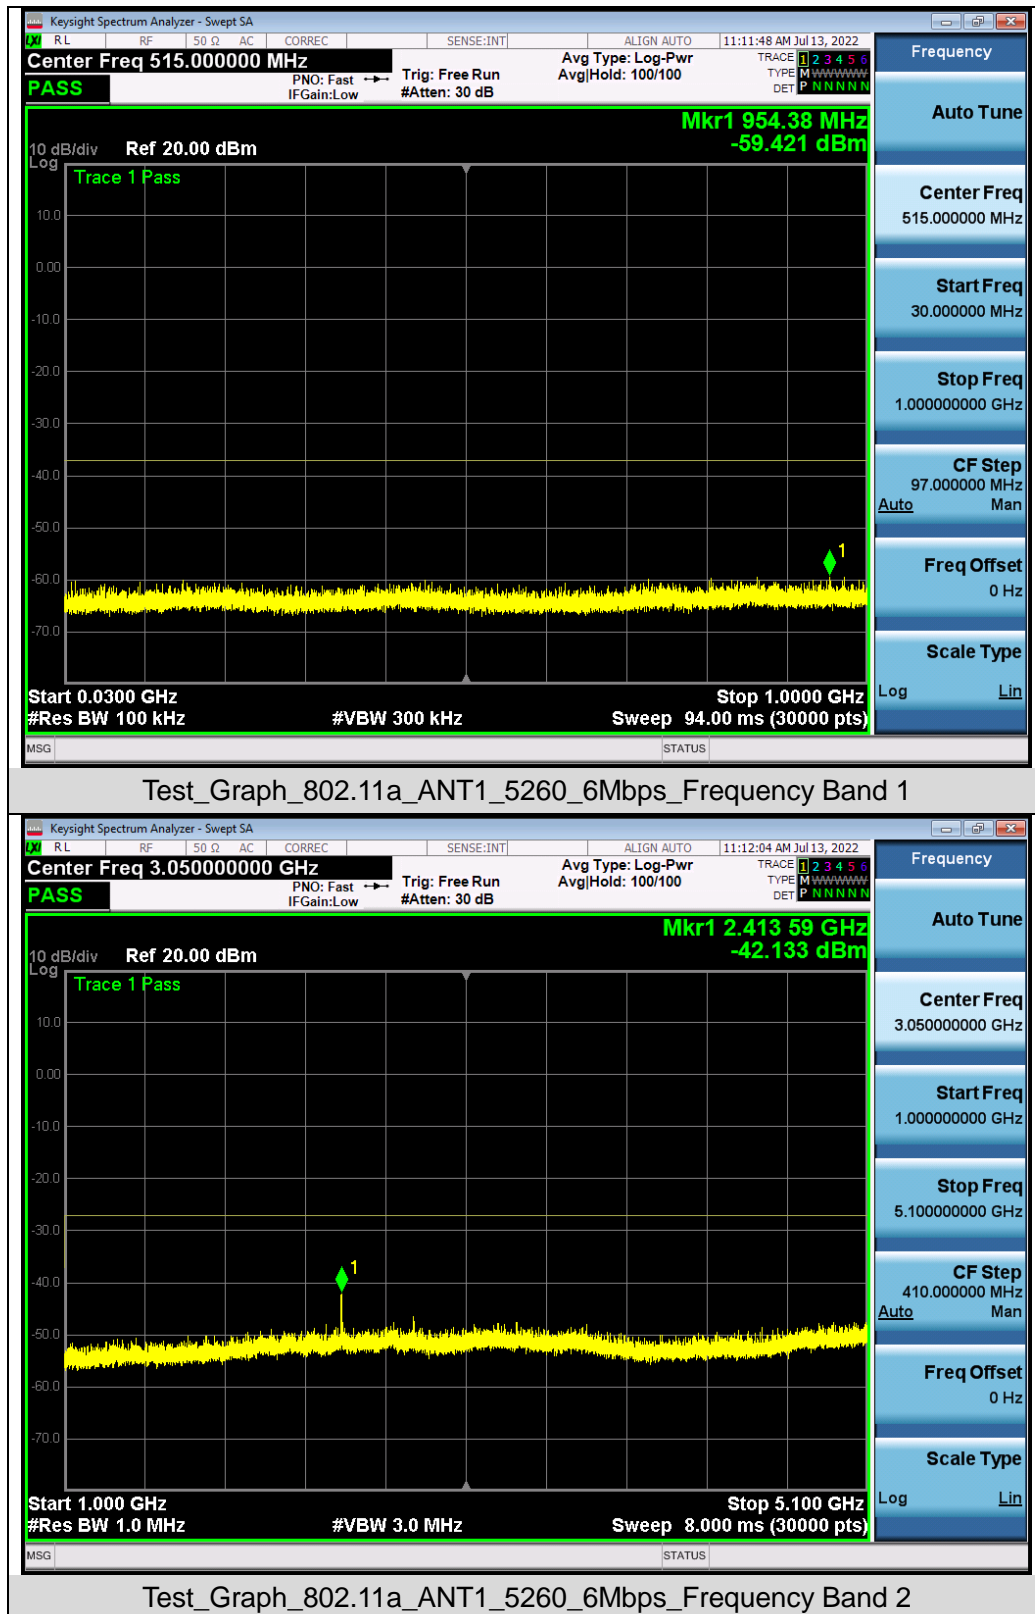 Keysight Spectrum Analyzer - Swept SA
LXI RL RF 50 Ω AC CORREC SENSE:INT ALIGN AUTO 11:11:48 AM Jul 13, 2022
Center Freq 515.000000 MHz
PNO: Fast
IFGain:Low
Trig: Free Run
#Atten: 30 dB
Avg Type: Log-Pwr
Avg|Hold: 100/100
TRACE 1 2 3 4 5 6
TYPE M WWWWW
DET P N N N N N
PASS
Mkr1 954.38 MHz
-59.421 dBm
10 dB/div Ref 20.00 dBm
Log
Trace 1 Pass
10.0
0.00
-10.0
-20.0
-30.0
-40.0
-50.0
1
-60.0
-70.0
Start 0.0300 GHz Stop 1.0000 GHz
#Res BW 100 kHz #VBW 300 kHz Sweep 94.00 ms (30000 pts)
MSG STATUS
Frequency
Auto Tune
Center Freq
515.000000 MHz
Start Freq
30.000000 MHz
Stop Freq
1.000000000 GHz
CF Step
97.000000 MHz
Auto Man
Freq Offset
0 Hz
Scale Type
Log Lin
Test_Graph_802.11a_ANT1_5260_6Mbps_Frequency Band 1
Keysight Spectrum Analyzer - Swept SA
LXI RL RF 50 Ω AC CORREC SENSE:INT ALIGN AUTO 11:12:04 AM Jul 13, 2022
Center Freq 3.050000000 GHz
PNO: Fast
IFGain:Low
Trig: Free Run
#Atten: 30 dB
Avg Type: Log-Pwr
Avg|Hold: 100/100
TRACE 1 2 3 4 5 6
TYPE M WWWWW
DET P N N N N N
PASS
Mkr1 2.413 59 GHz
-42.133 dBm
10 dB/div Ref 20.00 dBm
Log
Trace 1 Pass
10.0
0.00
-10.0
-20.0
-30.0
1
-40.0
-50.0
-60.0
-70.0
Start 1.000 GHz Stop 5.100 GHz
#Res BW 1.0 MHz #VBW 3.0 MHz Sweep 8.000 ms (30000 pts)
MSG STATUS
Frequency
Auto Tune
Center Freq
3.050000000 GHz
Start Freq
1.000000000 GHz
Stop Freq
5.100000000 GHz
CF Step
410.000000 MHz
Auto Man
Freq Offset
0 Hz
Scale Type
Log Lin
Test_Graph_802.11a_ANT1_5260_6Mbps_Frequency Band 2